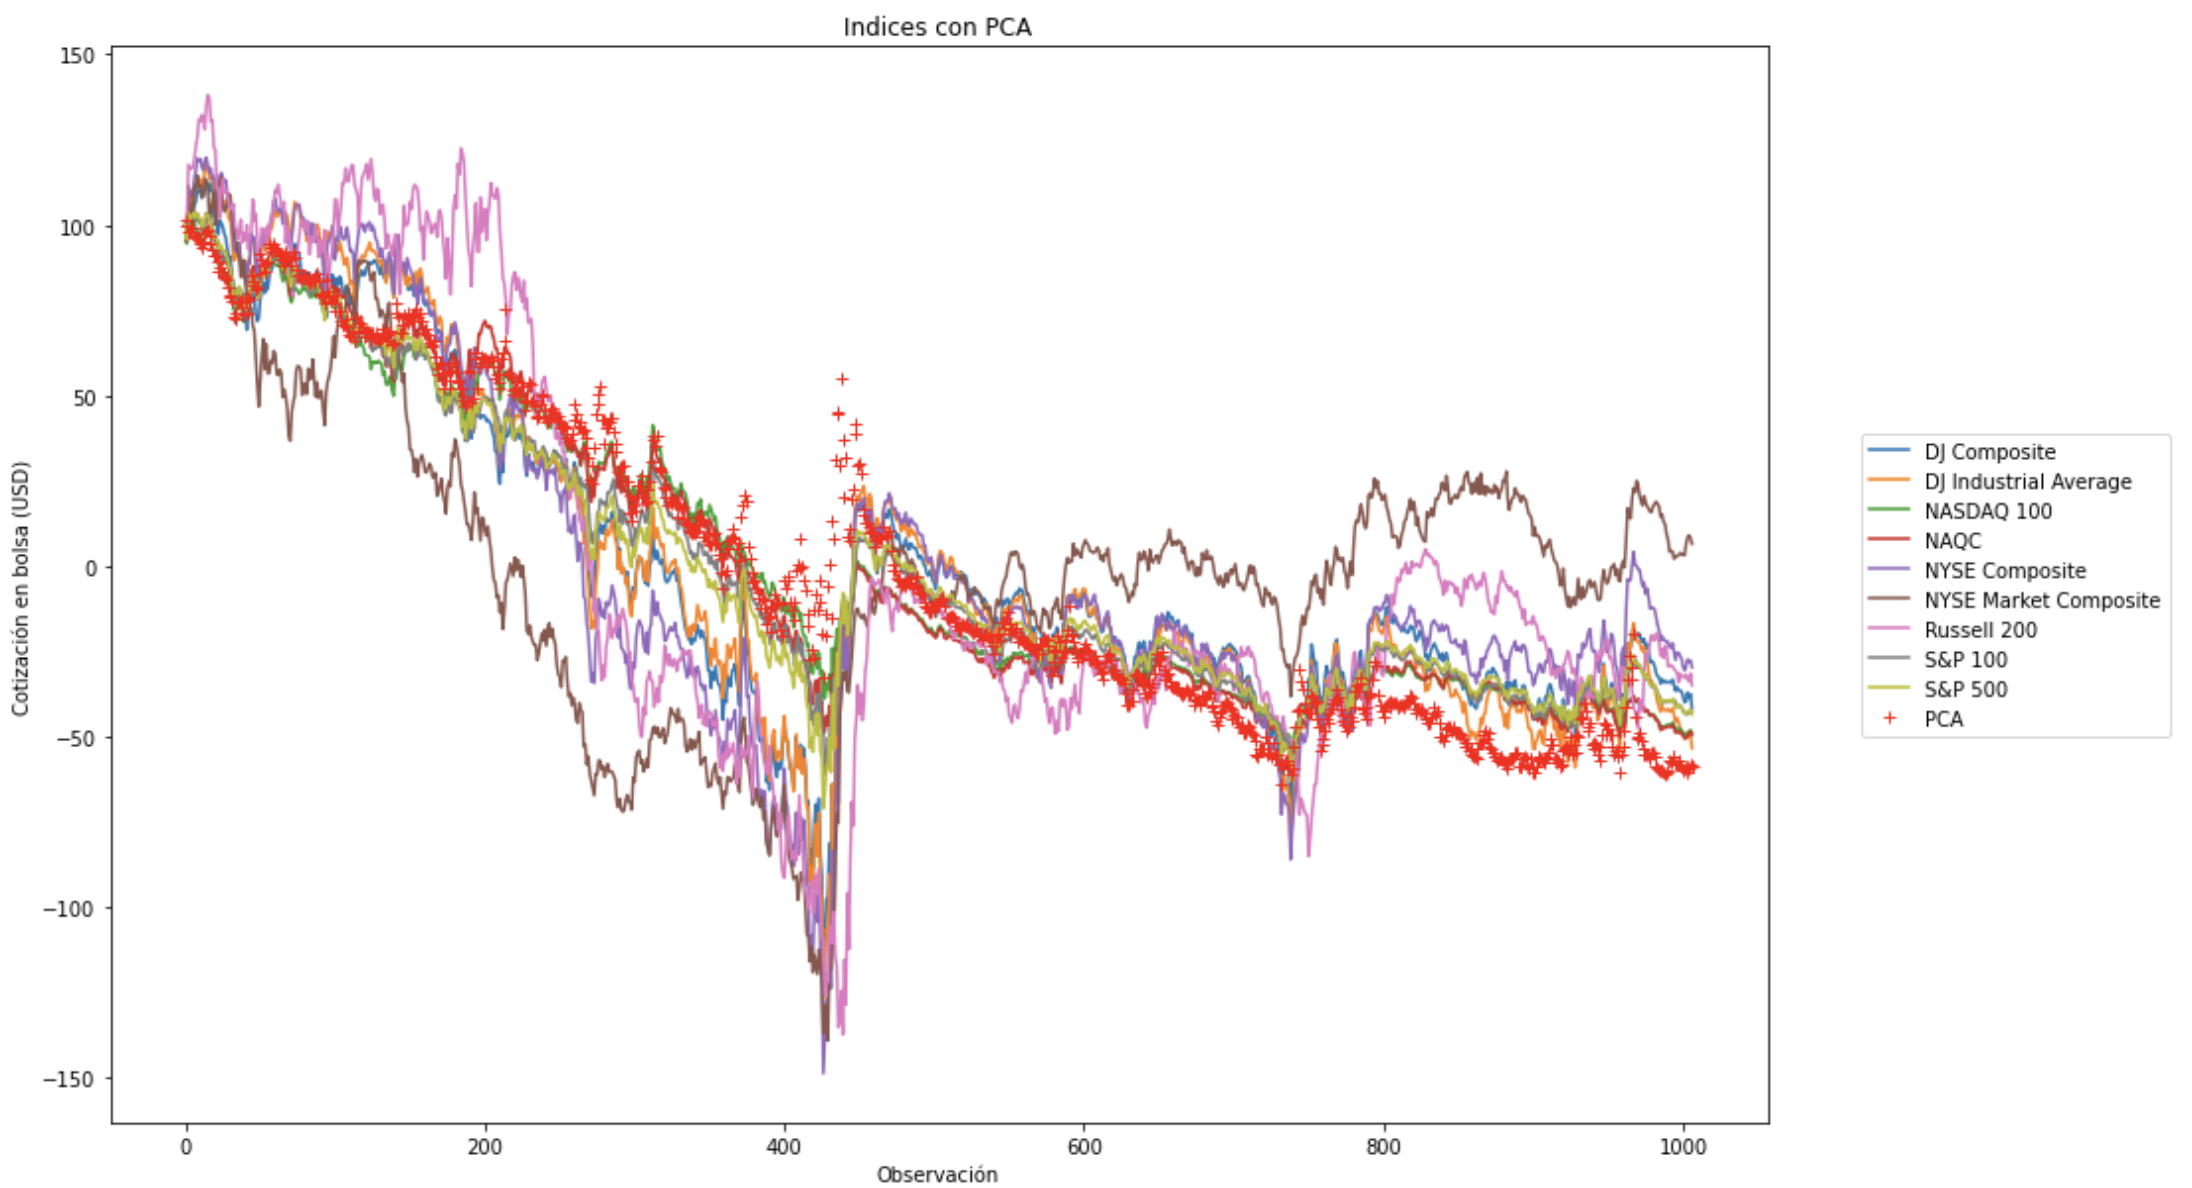 Indices con PCA
150
100
50
0
−50
−100
−150
Cotización en bolsa (USD)
0 200 400 600 800 1000
Observación
DJ Composite
DJ Industrial Average
NASDAQ 100
NAQC
NYSE Composite
NYSE Market Composite
Russell 200
S&P 100
S&P 500
PCA